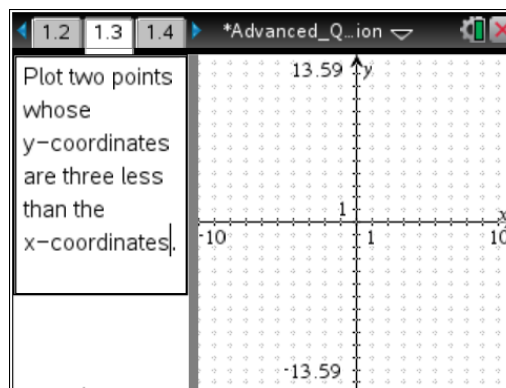 1.2 1.3 1.4 *Advanced_Q...ion
Plot two points
whose
y-coordinates
are three less
than the
x-coordinates.
13.59 y
1
x
-10 1 10
-13.59